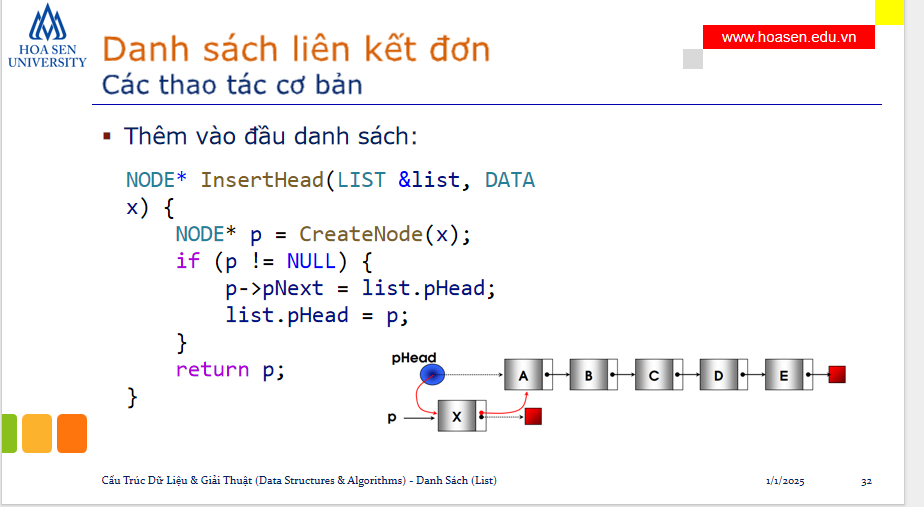 HOA SEN
UNIVERSITY
Danh sách liên kết đơn
www.hoasen.edu.vn
Các thao tác cơ bản
▪ Thêm vào đầu danh sách:
NODE* InsertHead(LIST &list, DATA
x) {
NODE* p = CreateNode(x);
if (p != NULL) {
p->pNext = list.pHead;
list.pHead = p;
}
return p;
}
pHead
A B C D E
p X
Cấu Trúc Dữ Liệu & Giải Thuật (Data Structures & Algorithms) - Danh Sách (List)
1/1/2025
32